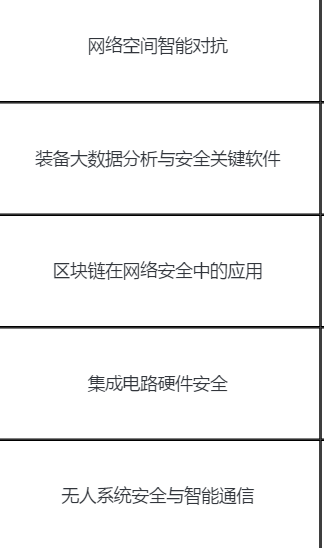 网络空间智能对抗
装备大数据分析与安全关键软件
区块链在网络安全中的应用
集成电路硬件安全
无人系统安全与智能通信